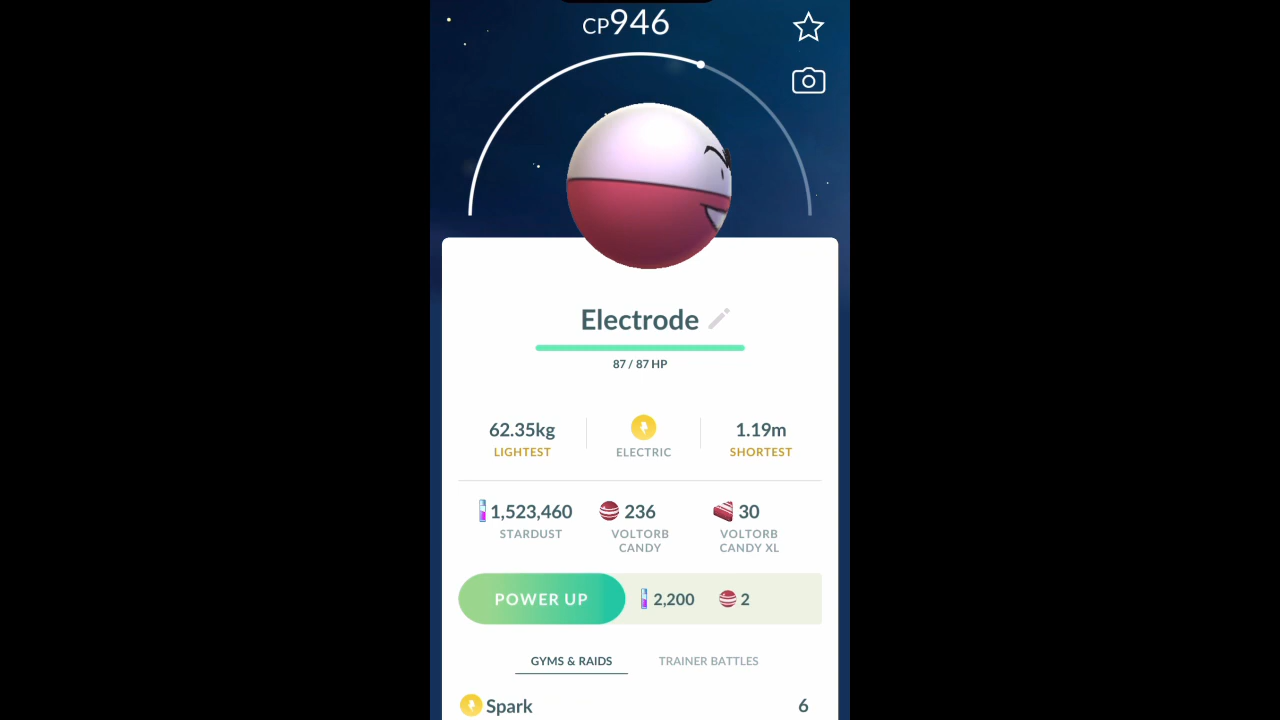 CP946
Electrode
87 / 87 HP
62.35kg
LIGHTEST
ELECTRIC
1.19m
SHORTEST
1,523,460
STARDUST
236
VOLTORB
CANDY
30
VOLTORB
CANDY XL
POWER UP
2,200
2
GYMS & RAIDS
TRAINER BATTLES
Spark
6